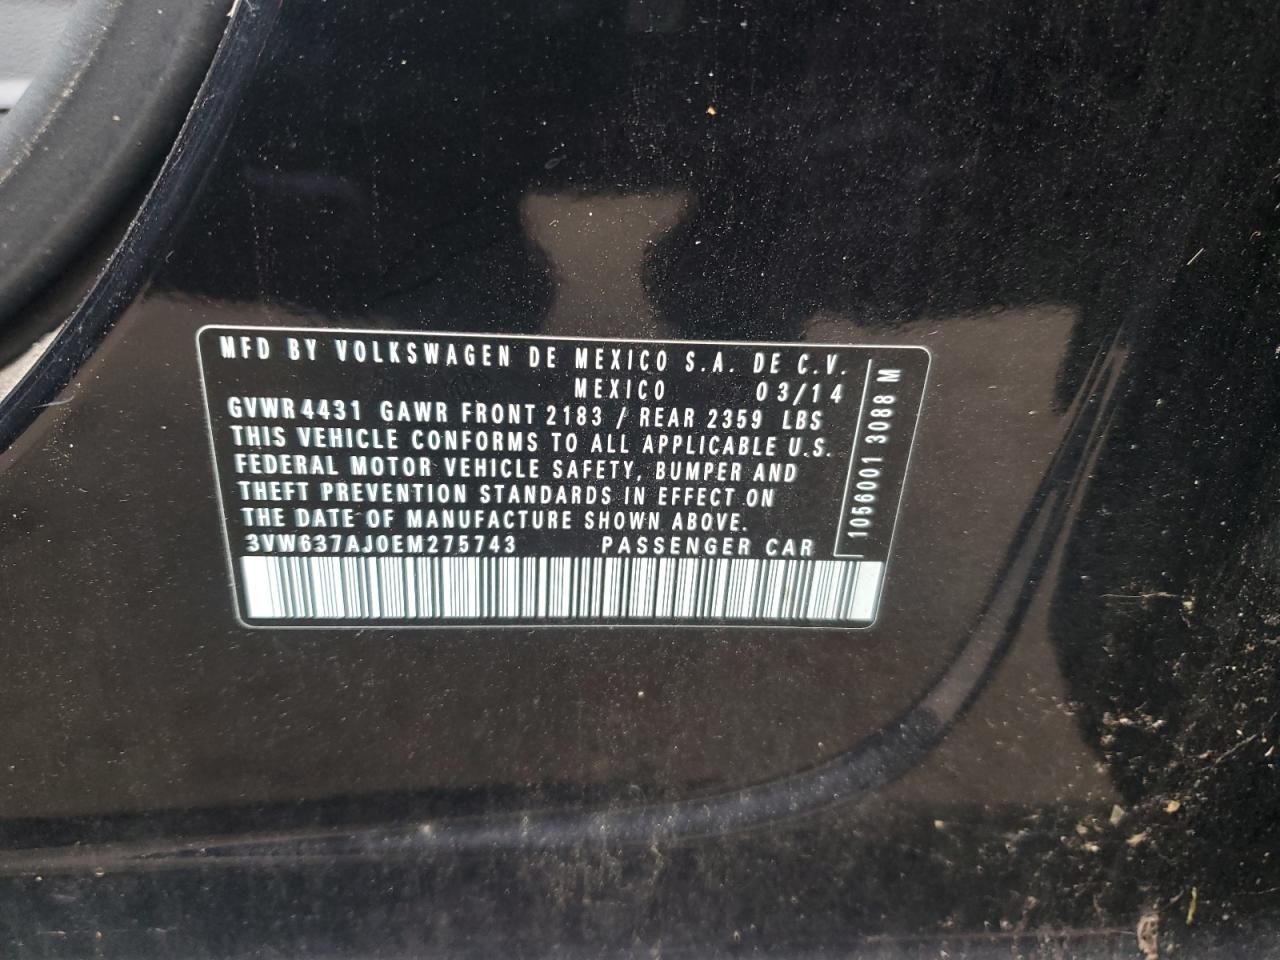 MFD BY VOLKSWAGEN DE MEXICO S.A. DE C.V.
MEXICO 03/14
GVWR 4431 GAWR FRONT 2183 / REAR 2359 LBS
THIS VEHICLE CONFORMS TO ALL APPLICABLE U.S.
FEDERAL MOTOR VEHICLE SAFETY, BUMPER AND
THEFT PREVENTION STANDARDS IN EFFECT ON
THE DATE OF MANUFACTURE SHOWN ABOVE.
3VW637AJ0EM275743 PASSENGER CAR
1056001 3088 M